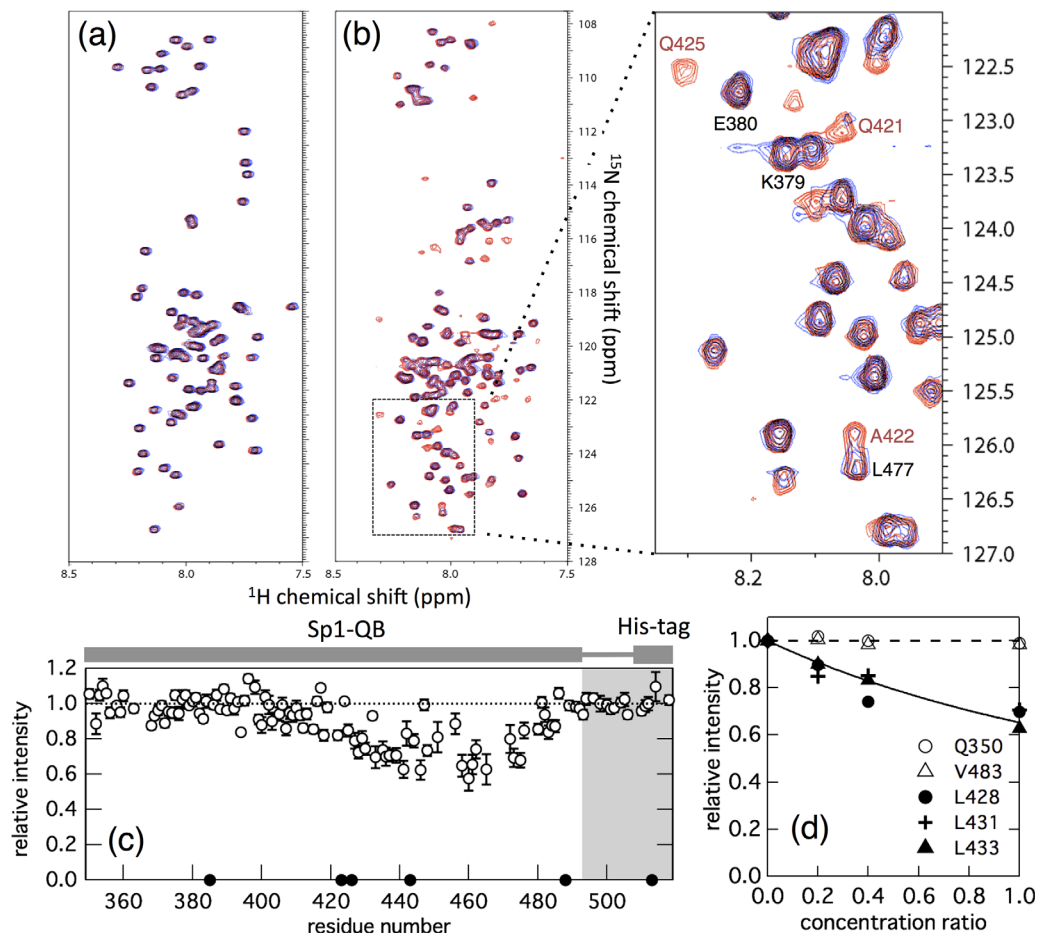 (a)
(b)
108
110
112
114
116
118
120
122
124
126
128
15N chemical shift (ppm)
8.5
8.0
7.5
8.5
8.0
7.5
1H chemical shift (ppm)
Q425
E380
Q421
K379
A422
L477
122.5
123.0
123.5
124.0
124.5
125.0
125.5
126.0
126.5
127.0
8.2
8.0
Sp1-QB
His-tag
1.2
1.0
0.8
0.6
0.4
0.2
0.0
relative intensity
(c)
360
380
400
420
440
460
480
500
residue number
1.0
0.8
0.6
0.4
0.2
0.0
relative intensity
Q350
V483
L428
L431
L433
(d)
0.0
0.2
0.4
0.6
0.8
1.0
concentration ratio